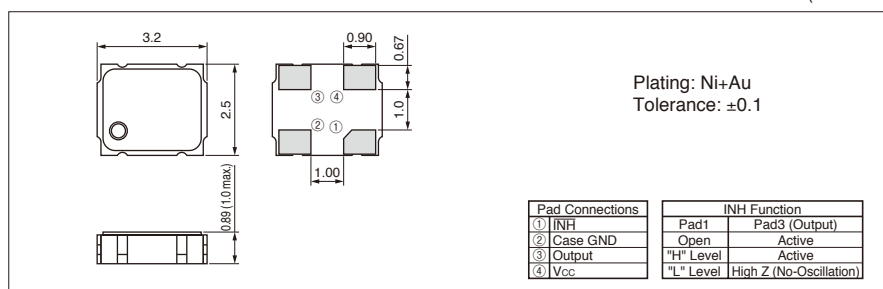 3.2
2.5
0.89 (1.0 max.)
0.90
0.67
1.0
③ ④
② ①
1.00
Plating: Ni+Au
Tolerance: ±0.1
Pad Connections
① I̅N̅H̅
② Case GND
③ Output
④ Vcc
INH Function
Pad1 Pad3 (Output)
Open Active
"H" Level Active
"L" Level High Z (No-Oscillation)